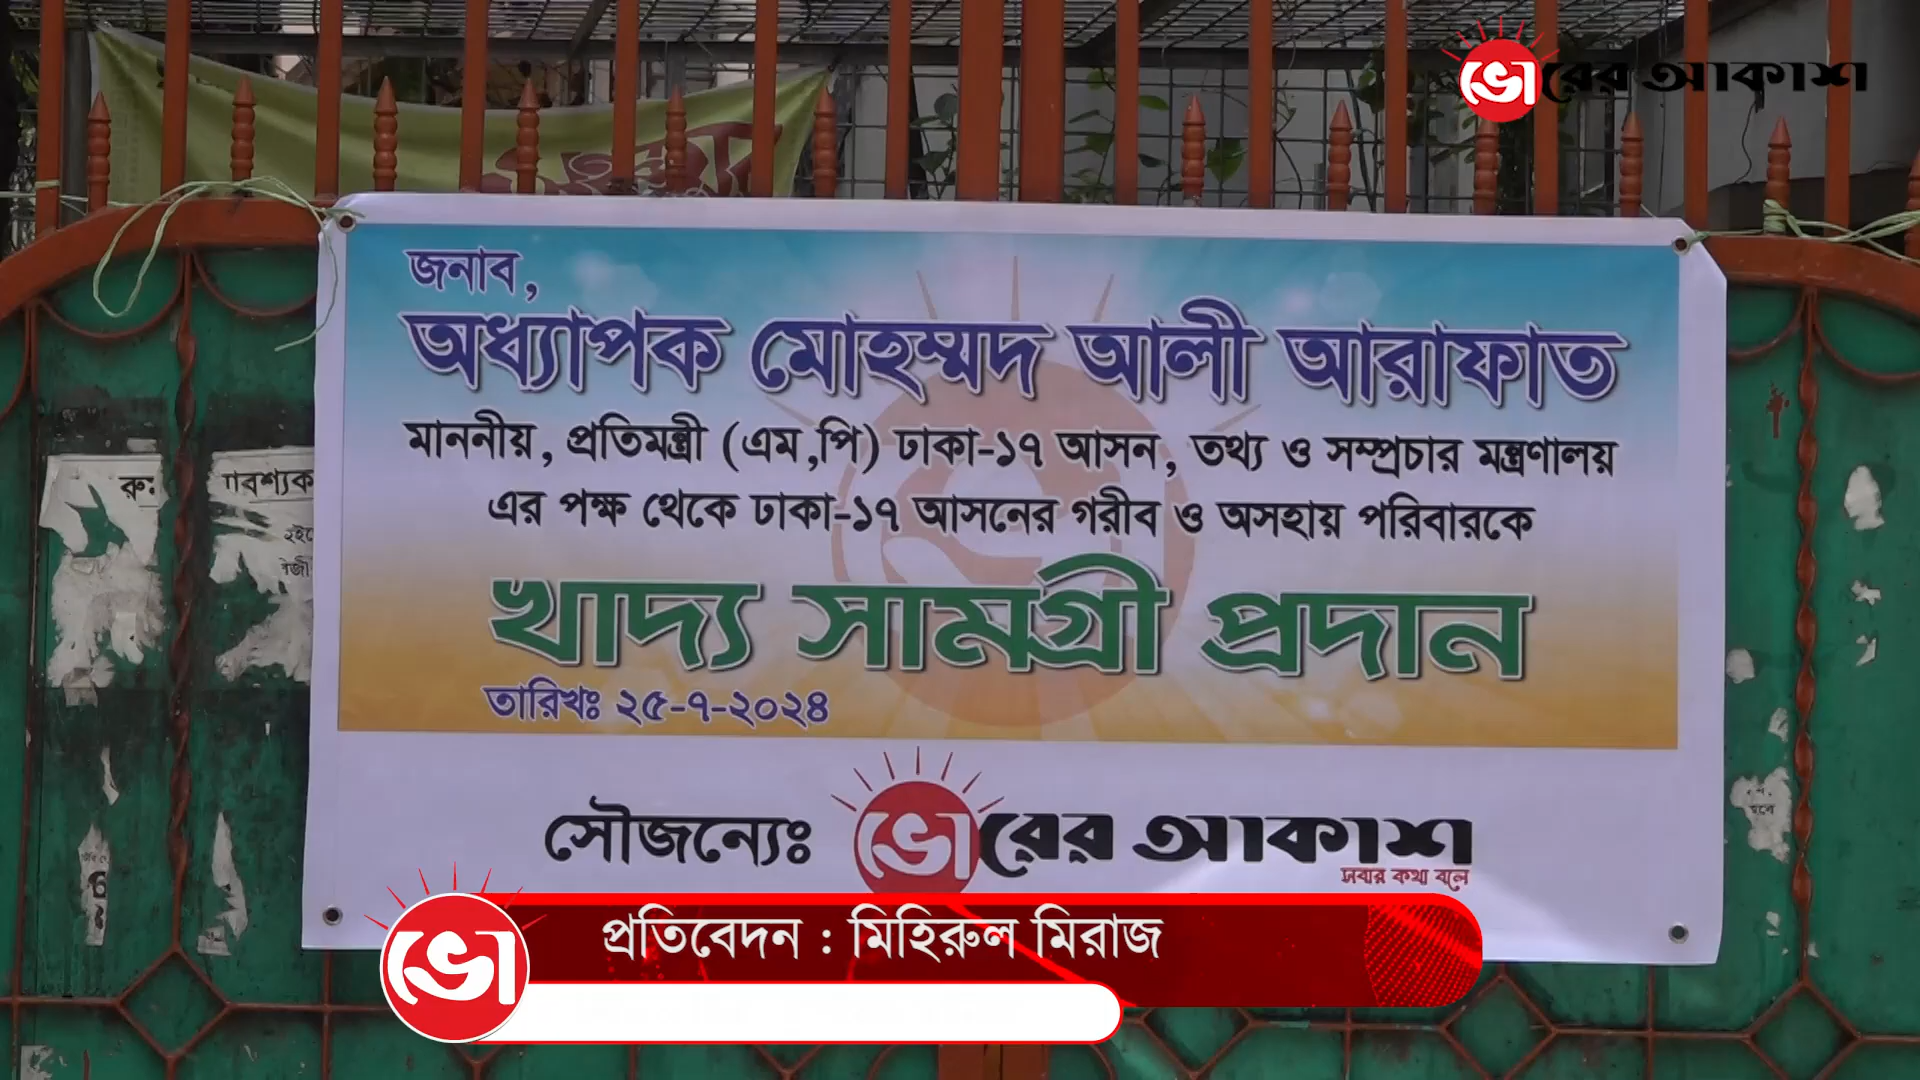 ভোরের আকাশ
জনাব,
অধ্যাপক মোহম্মদ আলী আরাফাত
মাননীয়, প্রতিমন্ত্রী (এম,পি) ঢাকা-১৭ আসন, তথ্য ও সম্প্রচার মন্ত্রণালয়
এর পক্ষ থেকে ঢাকা-১৭ আসনের গরীব ও অসহায় পরিবারকে
খাদ্য সামগ্রী প্রদান
তারিখঃ ২৫-৭-২০২৪
সৌজন্যেঃ ভোরের আকাশ
সবার কথা বলে
ভো
প্রতিবেদন : মিহিরুল মিরাজ